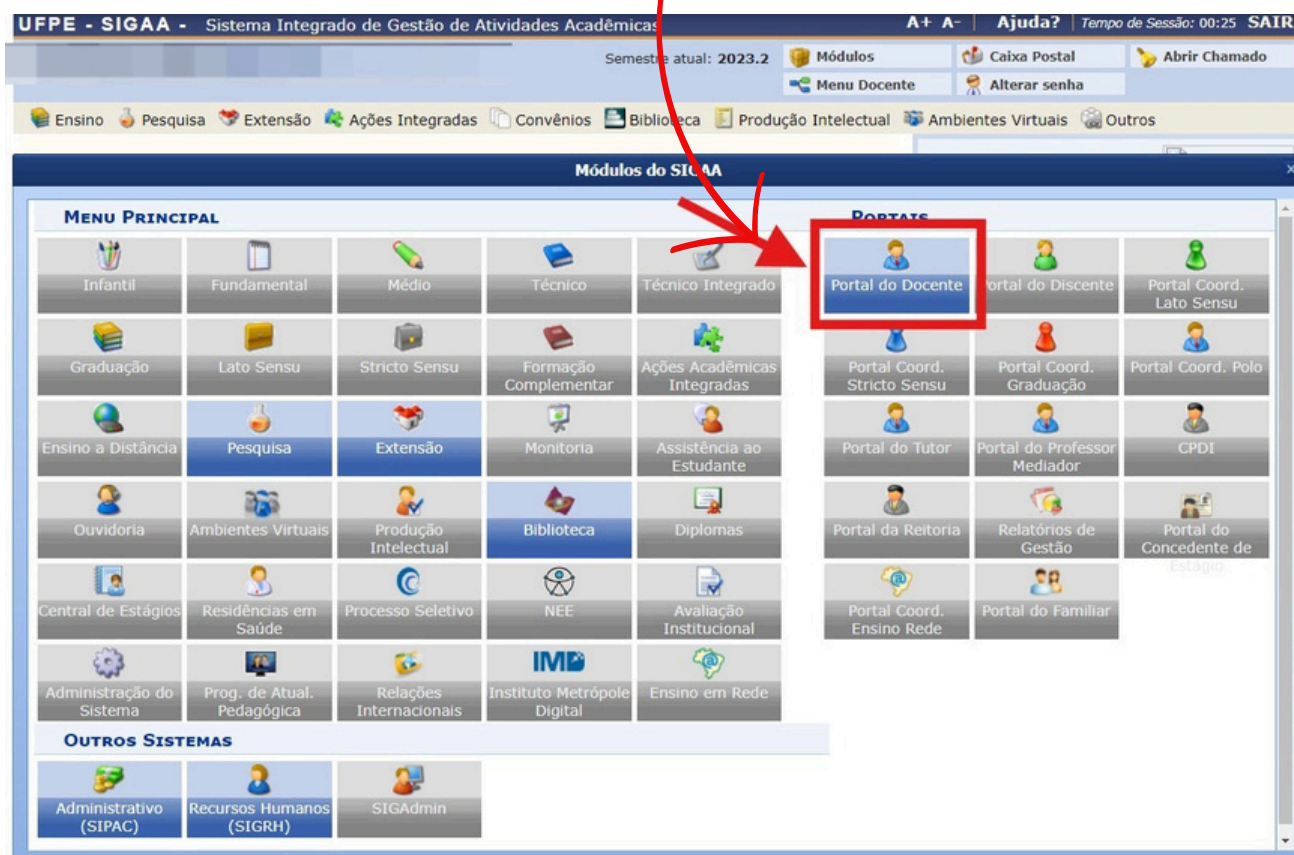 UFPE - SIGAA - Sistema Integrado de Gestão de Atividades Acadêmicas
A+ A- Ajuda? Tempo de Sessão: 00:25 SAIR
Semestre atual: 2023.2
Módulos
Caixa Postal
Abrir Chamado
Menu Docente
Alterar senha
Ensino Pesquisa Extensão Ações Integradas Convênios Biblioteca Produção Intelectual Ambientes Virtuais Outros
Módulos do SIGAA
MENU PRINCIPAL
Infantil
Fundamental
Médio
Técnico
Técnico Integrado
Graduação
Lato Sensu
Stricto Sensu
Formação
Complementar
Ações Acadêmicas
Integradas
Ensino a Distância
Pesquisa
Extensão
Monitoria
Assistência ao
Estudante
Ouvidoria
Ambientes Virtuais
Produção
Intelectual
Biblioteca
Diplomas
Central de Estágios
Residências em
Saúde
Processo Seletivo
NEE
Avaliação
Institucional
Administração do
Sistema
Prog. de Atual.
Pedagógica
Relações
Internacionais
IMD
Instituto Metrópole
Digital
Ensino em Rede
PORTAIS
Portal do Docente
Portal do Discente
Portal Coord.
Lato Sensu
Portal Coord.
Stricto Sensu
Portal Coord.
Graduação
Portal Coord. Polo
Portal do Tutor
Portal do Professor
Mediador
CPDI
Portal da Reitoria
Relatórios de
Gestão
Portal do
Concedente de
Estágio
Portal Coord.
Ensino Rede
Portal do Familiar
OUTROS SISTEMAS
Administrativo
(SIPAC)
Recursos Humanos
(SIGRH)
SIGAdmin